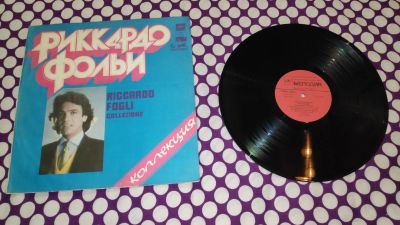 РИККАРДО
ФОЛЬИ
RICCARDO
FOGLI
COLLEZIONE
КОЛЛЕКЦИЯ
МЕЛОДИЯ